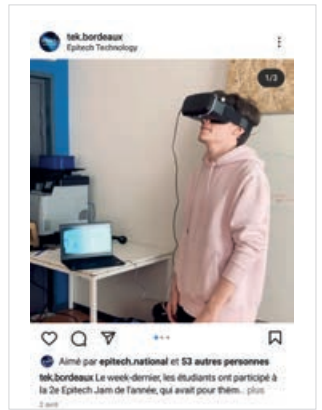 tek.bordeaux
Epitech Technology
1/3
Aimé par epitech.national et 53 autres personnes
tek.bordeaux Le week-dernier, les étudiants ont participé à
la 2e Epitech Jam de l'année, qui avait pour thèm... plus
2 avril